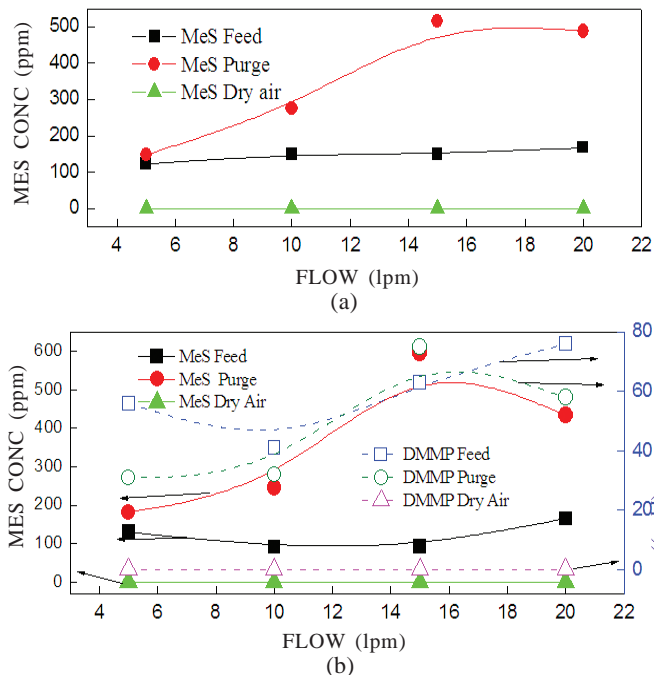 MES CONC (ppm)
500
400
300
200
100
0
MeS Feed
MeS Purge
MeS Dry air
4 6 8 10 12 14 16 18 20 22
FLOW (lpm)
(a)
MES CONC (ppm)
600
500
400
300
200
100
0
MeS Feed
MeS Purge
MeS Dry Air
DMMP Feed
DMMP Purge
DMMP Dry Air
80
60
40
20
0
4 6 8 10 12 14 16 18 20 22
FLOW (lpm)
(b)